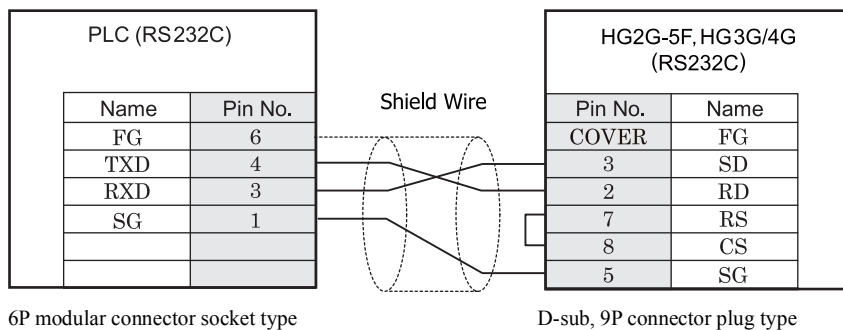 PLC (RS232C)
HG2G-5F, HG3G/4G
(RS232C)
Shield Wire
Name Pin No.
FG 6
TXD 4
RXD 3
SG 1
Pin No. Name
COVER FG
3 SD
2 RD
7 RS
8 CS
5 SG
6P modular connector socket type
D-sub, 9P connector plug type